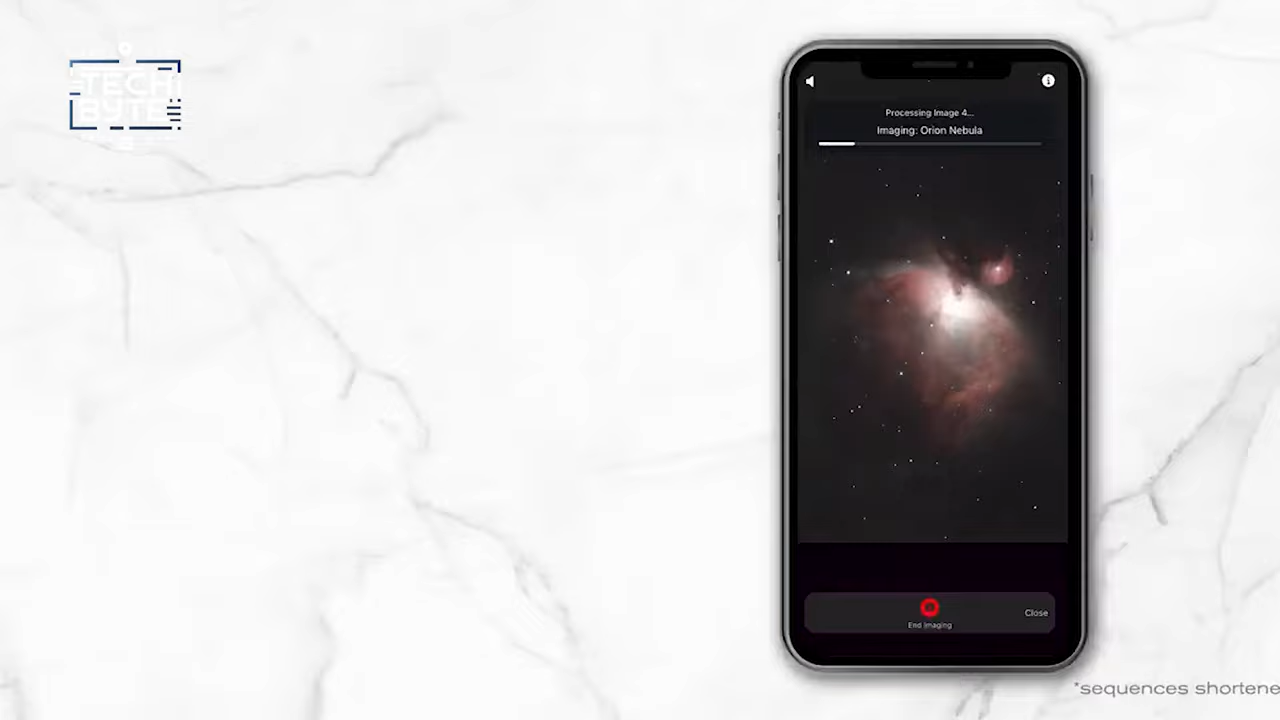 TECH
BYTE
Processing Image 4...
Imaging: Orion Nebula
End Imaging
Close
*sequences shortene